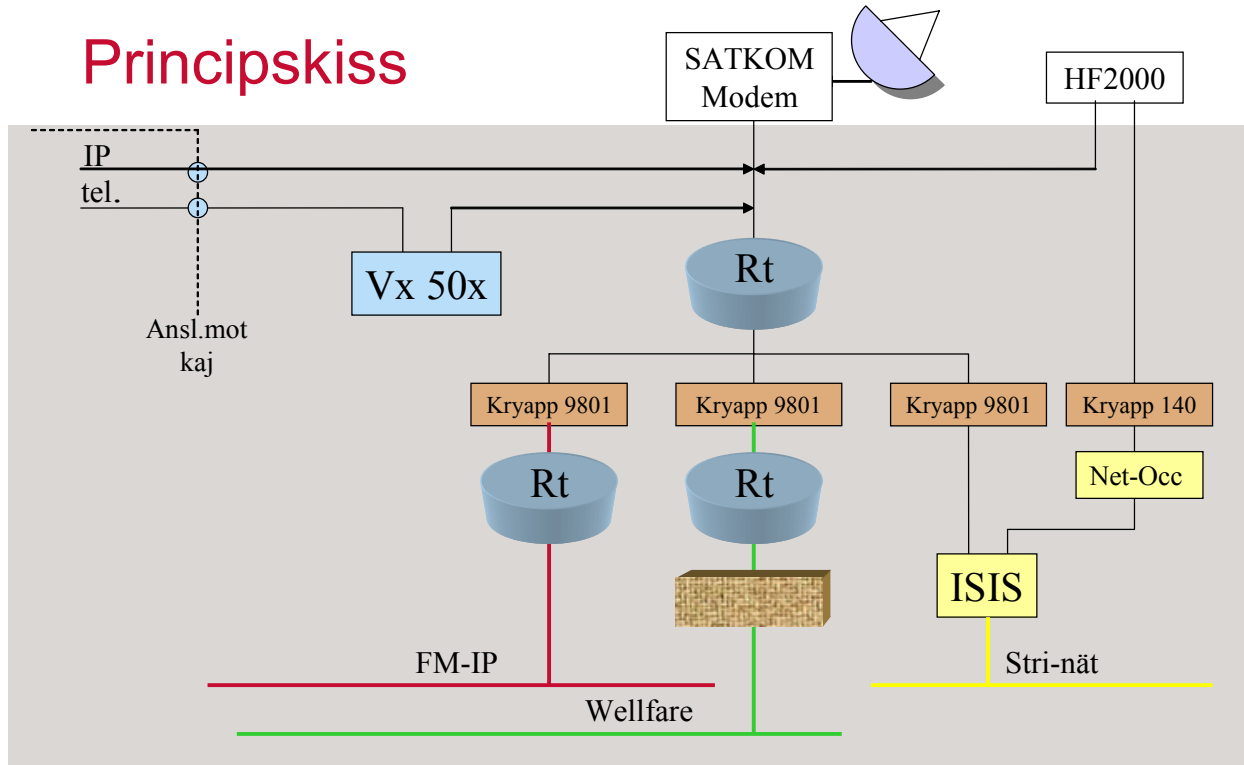 Principskiss
SATKOM
Modem
HF2000
IP
tel.
Vx 50x
Rt
Ansl.mot
kaj
Kryapp 9801
Kryapp 9801
Kryapp 9801
Kryapp 140
Rt
Rt
Net-Occ
ISIS
FM-IP
Stri-nät
Wellfare